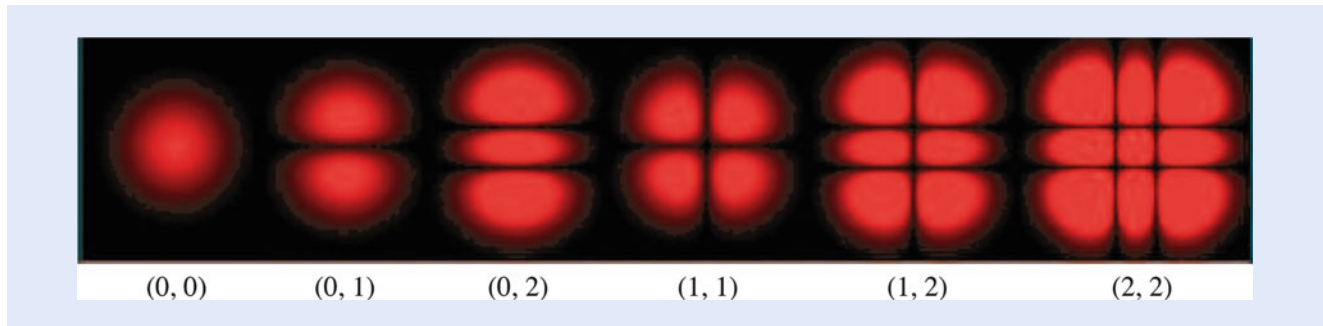 (0, 0) (0, 1) (0, 2) (1, 1) (1, 2) (2, 2)